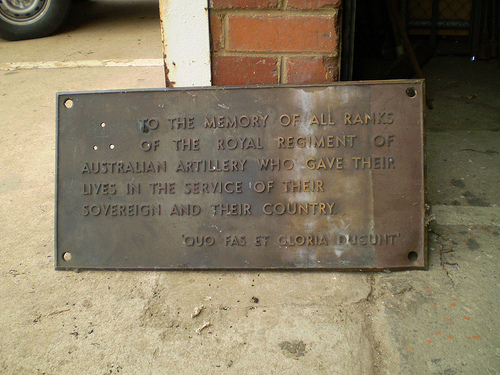 TO THE MEMORY OF ALL RANKS
OF THE ROYAL REGIMENT OF
AUSTRALIAN ARTILLERY WHO GAVE THEIR
LIVES IN THE SERVICE OF THEIR
SOVEREIGN AND THEIR COUNTRY.
'QUO FAS ET GLORIA DUCUNT'